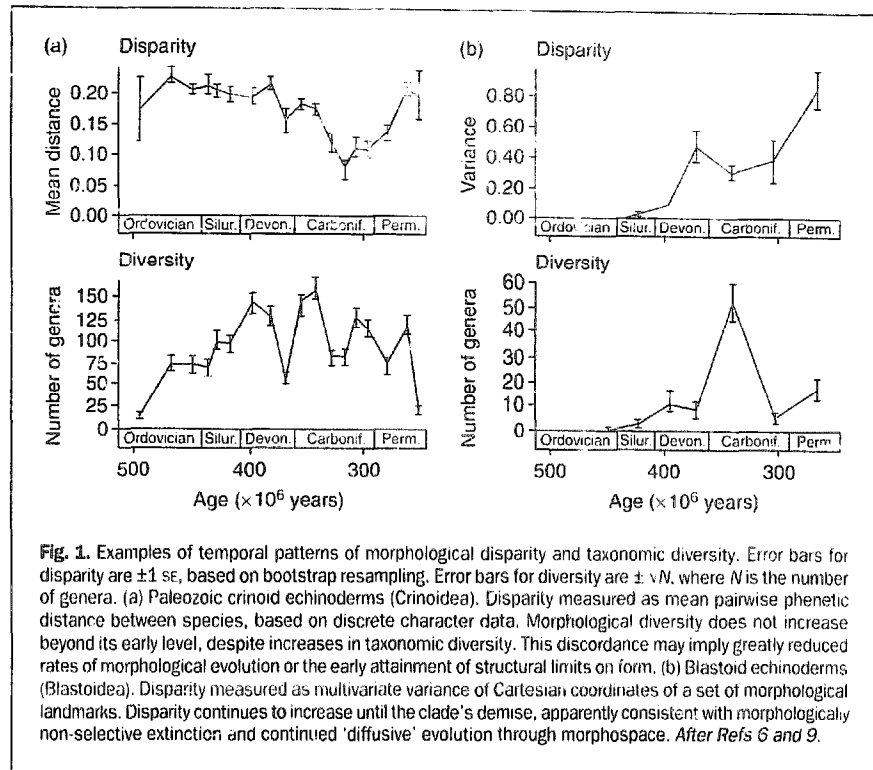 (a) Disparity
Mean distance
0.20
0.15
0.10
0.05
0.00
Ordovician Silur. Devon. Carbonif. Perm.
Diversity
Number of genera
150
125
100
75
50
25
0
Ordovician Silur. Devon. Carbonif. Perm.
500 400 300
Age (×10⁶ years)
(b) Disparity
Variance
0.80
0.60
0.40
0.20
0.00
Ordovician Silur. Devon. Carbonif. Perm.
Diversity
Number of genera
60
50
40
30
20
10
0
Ordovician Silur. Devon. Carbonif. Perm.
500 400 300
Age (×10⁶ years)
Fig. 1. Examples of temporal patterns of morphological disparity and taxonomic diversity. Error bars for
disparity are ±1 SE, based on bootstrap resampling. Error bars for diversity are ± √N, where N is the number
of genera. (a) Paleozoic crinoid echinoderms (Crinoidea). Disparity measured as mean pairwise phenetic
distance between species, based on discrete character data. Morphological diversity does not increase
beyond its early level, despite increases in taxonomic diversity. This discordance may imply greatly reduced
rates of morphological evolution or the early attainment of structural limits on form. (b) Blastoid echinoderms
(Blastoidea). Disparity measured as multivariate variance of Cartesian coordinates of a set of morphological
landmarks. Disparity continues to increase until the clade's demise, apparently consistent with morphologically
non-selective extinction and continued 'diffusive' evolution through morphospace. After Refs 6 and 9.